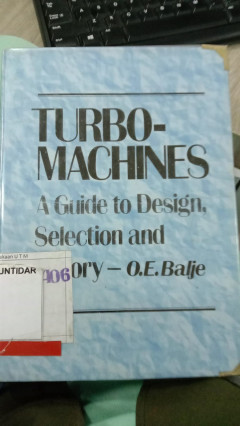 TURBO-
MACHINES
A Guide to Design,
Selection and
ory – O.E. Balje
UNTIDAR
406